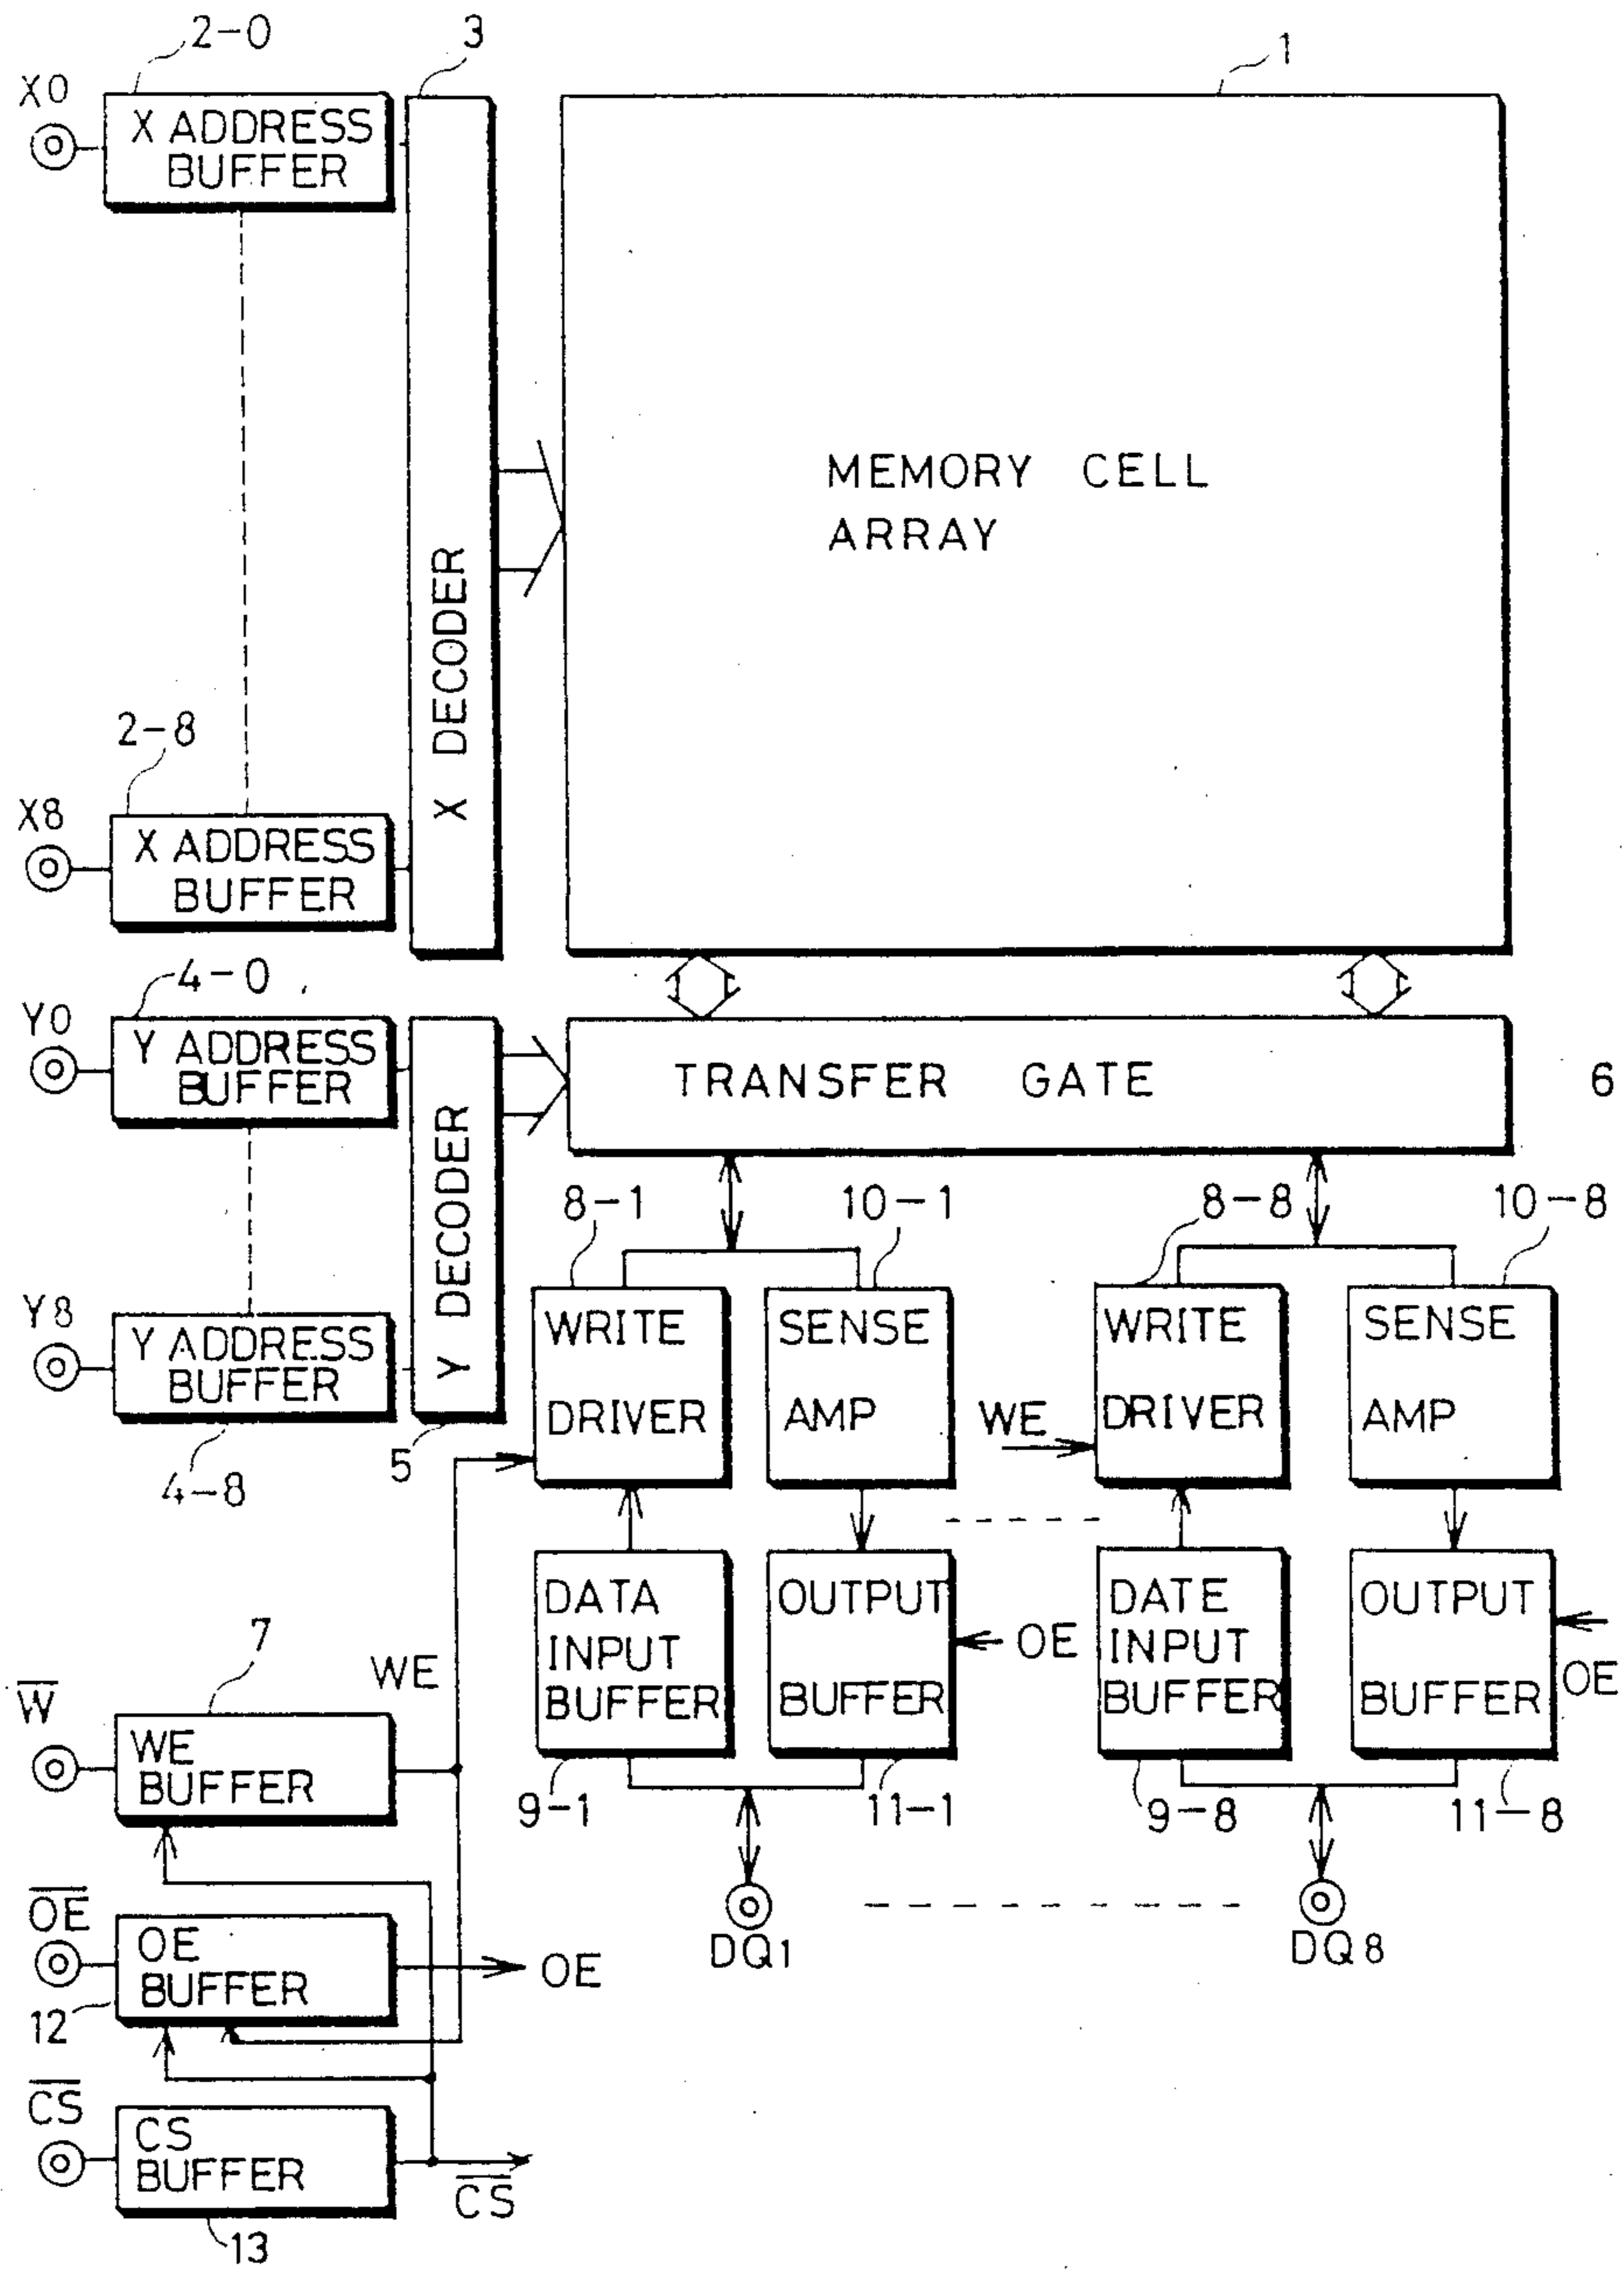 2-0
3
1
X0
X ADDRESS
BUFFER
MEMORY CELL
ARRAY
X DECODER
2-8
X8
X ADDRESS
BUFFER
4-0
Y0
Y ADDRESS
BUFFER
TRANSFER GATE
6
Y DECODER
8-1
10-1
8-8
10-8
Y8
Y ADDRESS
BUFFER
4-8
5
WRITE
DRIVER
SENSE
AMP
WE
WRITE
DRIVER
SENSE
AMP
DATA
INPUT
BUFFER
OUTPUT
BUFFER
OE
DATE
INPUT
BUFFER
OUTPUT
BUFFER
OE
7
WE
W̅
WE
BUFFER
9-1
11-1
9-8
11-8
O̅E̅
OE
BUFFER
OE
12
DQ1
DQ8
C̅S̅
CS
BUFFER
C̅S̅
13